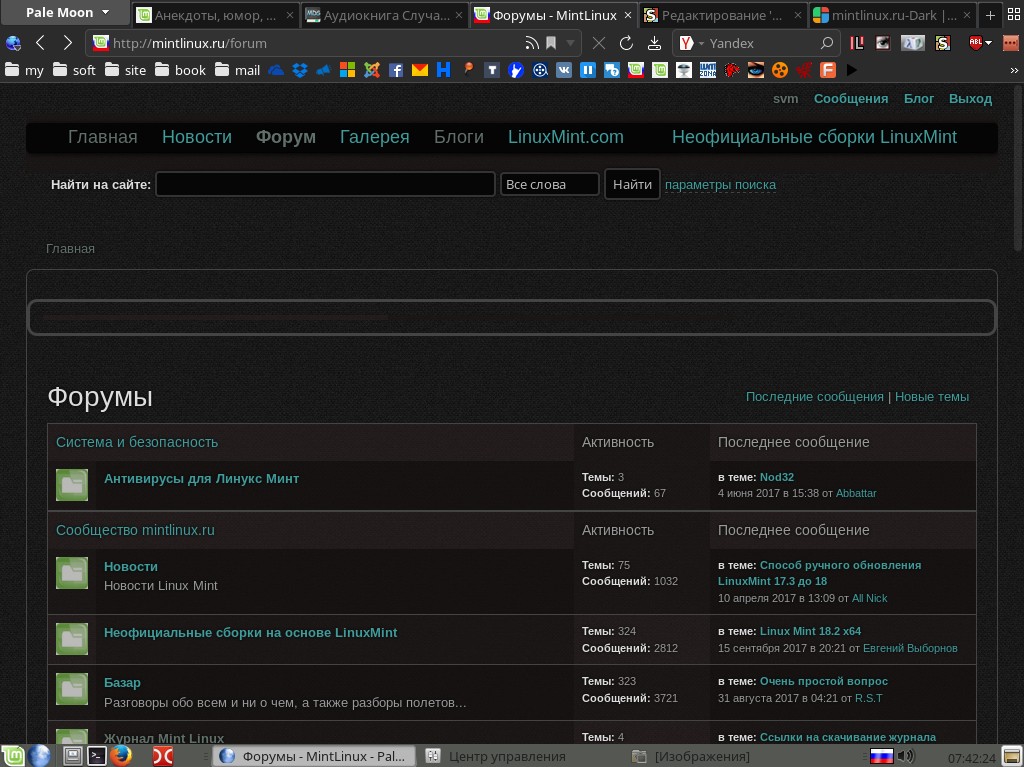 Pale Moon
Анекдоты, юмор, ...
Аудиокнига Случа...
Форумы - MintLinux
Редактирование '...
mintlinux.ru-Dark |...
http://mintlinux.ru/forum
Yandex
my soft site book mail
svm Сообщения Блог Выход
Главная Новости Форум Галерея Блоги LinuxMint.com Неофициальные сборки LinuxMint
Найти на сайте: Все слова Найти параметры поиска
Главная
Форумы
Последние сообщения | Новые темы
Система и безопасность Активность Последнее сообщение
Антивирусы для Линукс Минт
Темы: 3
Сообщений: 67
в теме: Nod32
4 июня 2017 в 15:38 от Abbattar
Сообщество mintlinux.ru Активность Последнее сообщение
Новости
Новости Linux Mint
Темы: 75
Сообщений: 1032
в теме: Способ ручного обновления
LinuxMint 17.3 до 18
10 апреля 2017 в 13:09 от All Nick
Неофициальные сборки на основе LinuxMint
Темы: 324
Сообщений: 2812
в теме: Linux Mint 18.2 x64
15 сентября 2017 в 20:21 от Евгений Выборнов
Базар
Разговоры обо всем и ни о чем, а также разборы полетов...
Темы: 323
Сообщений: 3721
в теме: Очень простой вопрос
31 августа 2017 в 04:21 от R.S.T
Журнал Mint Linux
Темы: 4
в теме: Ссылки на скачивание журнала
Форумы - MintLinux - Pal...
Центр управления
[Изображения]
07:42:24